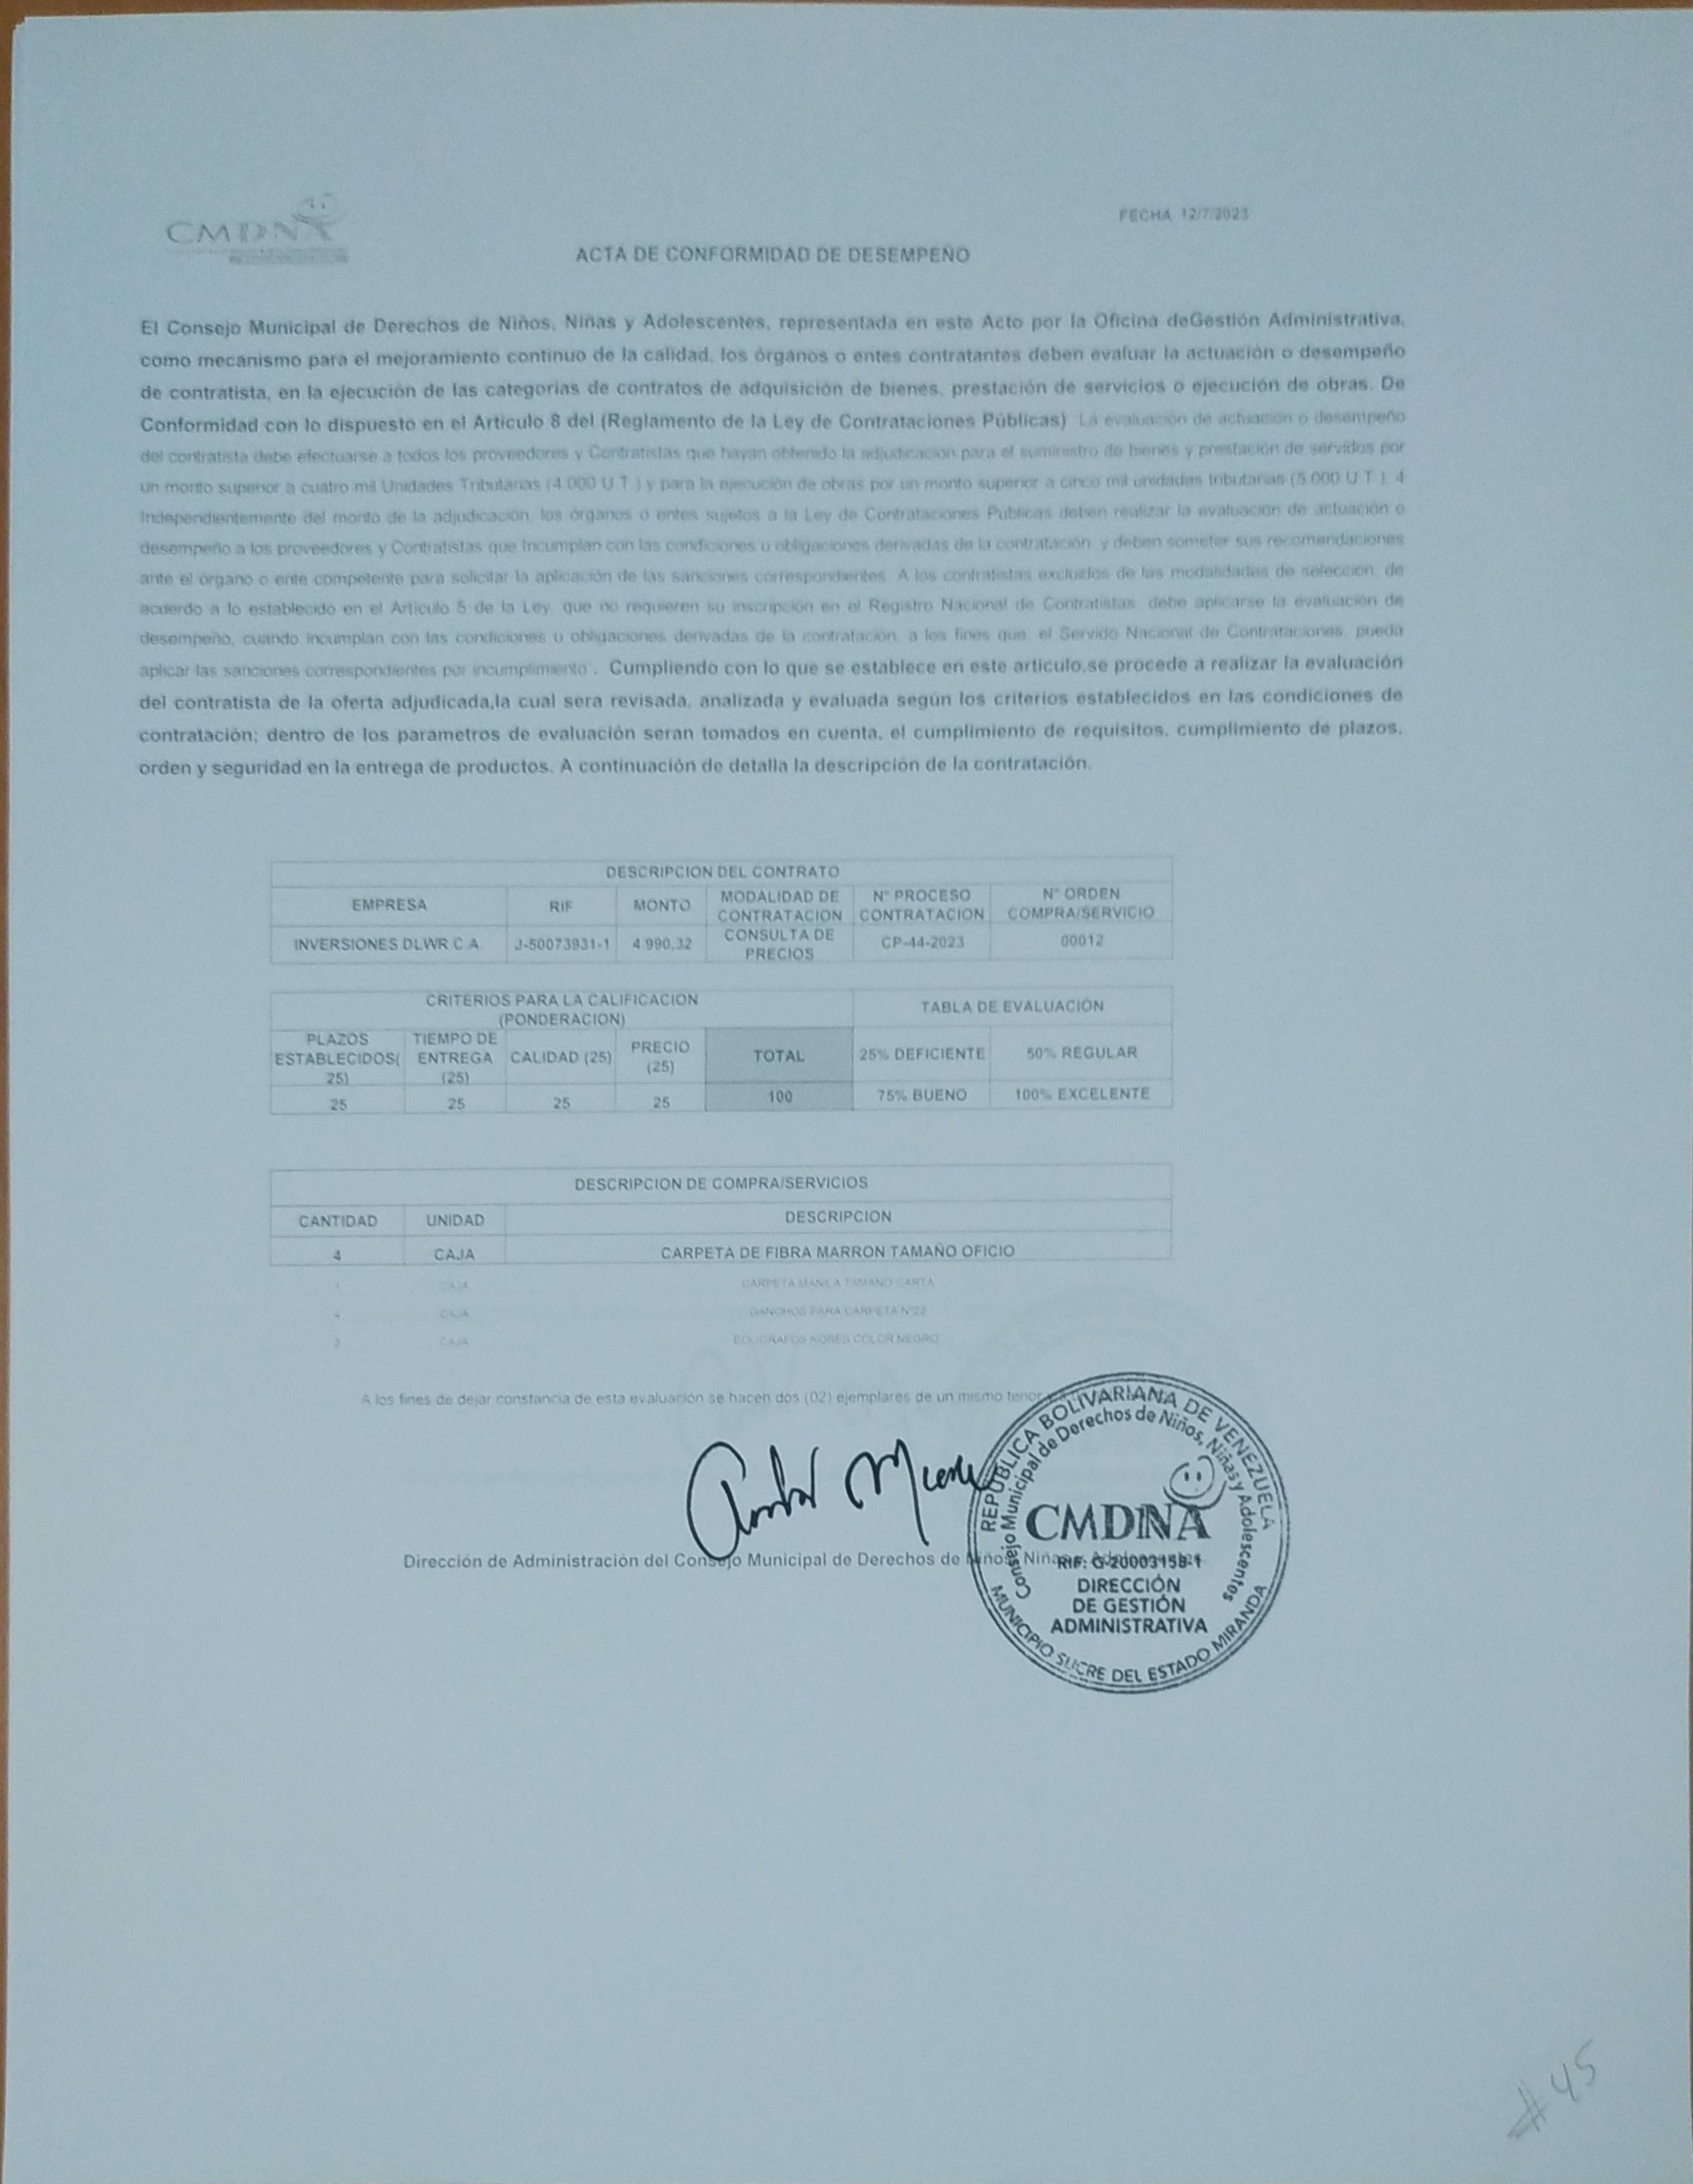 CMDNA
FECHA 12/7/2023
ACTA DE CONFORMIDAD DE DESEMPEÑO
El Consejo Municipal de Derechos de Niños, Niñas y Adolescentes, representada en este Acto por la Oficina deGestión Administrativa,
como mecanismo para el mejoramiento continuo de la calidad, los órganos o entes contratantes deben evaluar la actuación o desempeño
de contratista, en la ejecución de las categorías de contratos de adquisición de bienes, prestación de servicios o ejecución de obras. De
Conformidad con lo dispuesto en el Articulo 8 del (Reglamento de la Ley de Contrataciones Públicas) La evaluación de actuación o desempeño
del contratista debe efectuarse a todos los proveedores y Contratistas que hayan obtenido la adjudicación para el suministro de bienes y prestación de servidos por
un monto superior a cuatro mil Unidades Tributarias (4.000 U.T.) y para la ejecución de obras por un monto superior a cinco mil unidades tributarias (5.000 U.T.). 4
Independientemente del monto de la adjudicación, los órganos o entes sujetos a la Ley de Contrataciones Públicas deben realizar la evaluación de actuación o
desempeño a los proveedores y Contratistas que Incumplan con las condiciones u obligaciones derivadas de la contratación, y deben someter sus recomendaciones
ante el órgano o ente competente para solicitar la aplicación de las sanciones correspondientes. A los contratistas excluidos de las modalidades de selección, de
acuerdo a lo establecido en el Artículo 5 de la Ley, que no requieren su inscripción en el Registro Nacional de Contratistas, debe aplicarse la evaluación de
desempeño, cuando incumplan con las condiciones u obligaciones derivadas de la contratación, a los fines que, el Servido Nacional de Contrataciones, pueda
aplicar las sanciones correspondientes por incumplimiento . Cumpliendo con lo que se establece en este articulo,se procede a realizar la evaluación
del contratista de la oferta adjudicada,la cual sera revisada, analizada y evaluada según los criterios establecidos en las condiciones de
contratación; dentro de los parametros de evaluación seran tomados en cuenta, el cumplimiento de requisitos, cumplimiento de plazos,
orden y seguridad en la entrega de productos. A continuación de detalla la descripción de la contratación.
DESCRIPCION DEL CONTRATO
EMPRESA RIF MONTO MODALIDAD DE CONTRATACION N° PROCESO CONTRATACION N° ORDEN COMPRA/SERVICIO
INVERSIONES DLWR C.A. J-50073931-1 4.990,32 CONSULTA DE PRECIOS CP-44-2023 00012
CRITERIOS PARA LA CALIFICACION (PONDERACION) TABLA DE EVALUACIÓN
PLAZOS ESTABLECIDOS( 25) TIEMPO DE ENTREGA (25) CALIDAD (25) PRECIO (25) TOTAL 25% DEFICIENTE 50% REGULAR
25 25 25 25 100 75% BUENO 100% EXCELENTE
DESCRIPCION DE COMPRA/SERVICIOS
CANTIDAD UNIDAD DESCRIPCION
4 CAJA CARPETA DE FIBRA MARRON TAMAÑO OFICIO
1 CAJA CARPETA MANILA TAMAÑO CARTA
4 CAJA GANCHOS PARA CARPETA N°22
3 CAJA BOLIGRAFOS KORES COLOR NEGRO
A los fines de dejar constancia de esta evaluación se hacen dos (02) ejemplares de un mismo tenor
Dirección de Administración del Consejo Municipal de Derechos de Niños, Niñas y Adolescentes
REPÚBLICA BOLIVARIANA DE VENEZUELA
Consejo Municipal de Derechos de Niños, Niñas y Adolescentes
CMDNA
RIF: G-20003158-1
DIRECCIÓN
DE GESTIÓN
ADMINISTRATIVA
MUNICIPIO SUCRE DEL ESTADO MIRANDA
#45